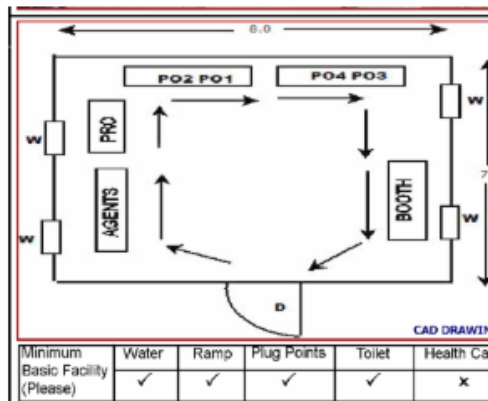 8.0
PO2 PO1
PO4 PO3
W
W
PRO
AGENTS
BOOTH
7
W
W
D
CAD DRAWIN
Minimum Basic Facility (Please)
Water
Ramp
Plug Points
Toilet
Health Ca
✓
✓
✓
✓
x